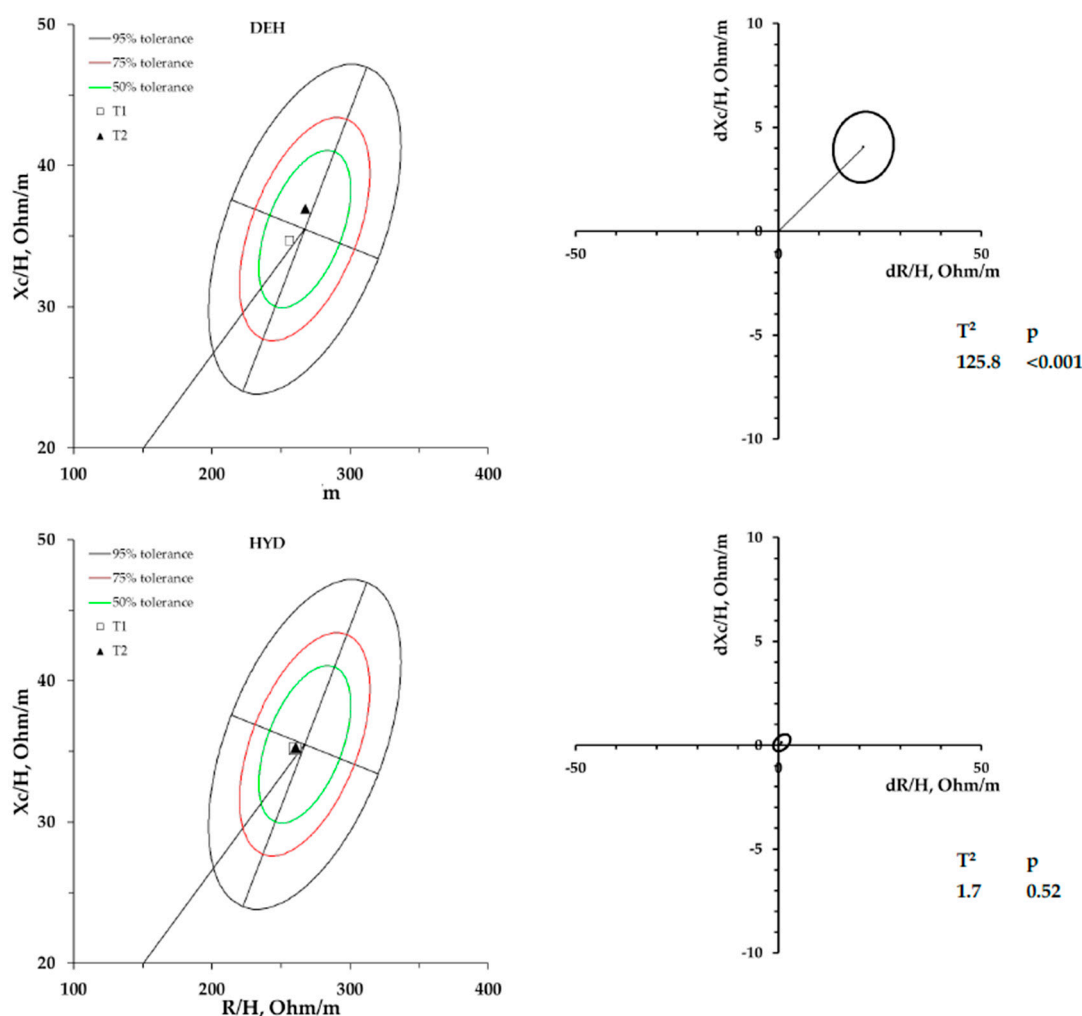 DEH
95% tolerance
75% tolerance
50% tolerance
T1
T2
Xc/H, Ohm/m
50
40
30
20
100
200
300
400
m
dXc/H, Ohm/m
10
5
0
-5
-10
-50
0
50
dR/H, Ohm/m
T² p
125.8 <0.001
HYD
95% tolerance
75% tolerance
50% tolerance
T1
T2
Xc/H, Ohm/m
50
40
30
20
100
200
300
400
R/H, Ohm/m
dXc/H, Ohm/m
10
5
0
-5
-10
-50
0
50
dR/H, Ohm/m
T² p
1.7 0.52